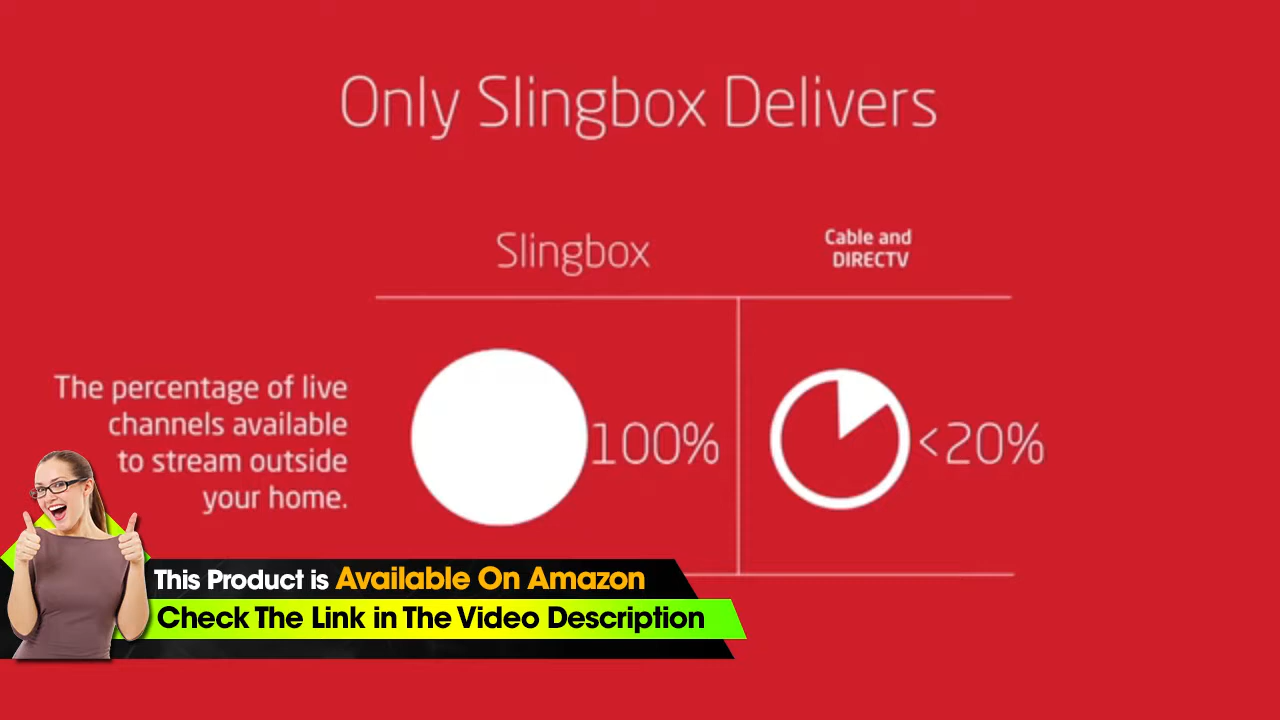 Only Slingbox Delivers
Slingbox
Cable and
DIRECTV
The percentage of live
channels available
to stream outside
your home.
100%
<20%
This Product is Available On Amazon
Check The Link in The Video Description